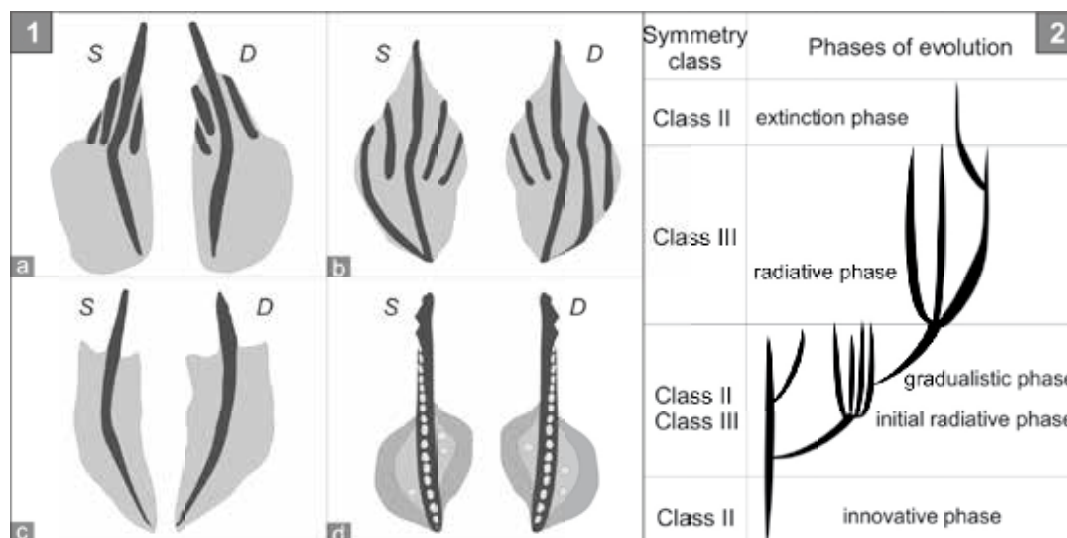 1
S
D
a
S
D
b
S
D
c
S
D
d
2
Symmetry
class
Phases of evolution
Class II
extinction phase
Class III
radiative phase
Class II
Class III
gradualistic phase
initial radiative phase
Class II
innovative phase